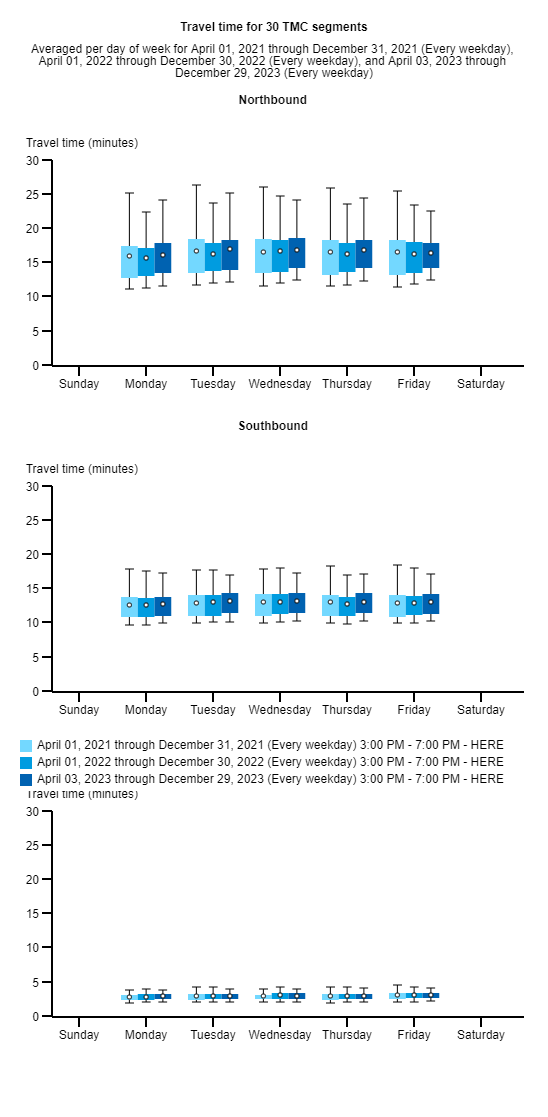 Travel time for 30 TMC segments
Averaged per day of week for April 01, 2021 through December 31, 2021 (Every weekday),
April 01, 2022 through December 30, 2022 (Every weekday), and April 03, 2023 through
December 29, 2023 (Every weekday)
Northbound
Travel time (minutes)
30
25
20
15
10
5
0
Sunday Monday Tuesday Wednesday Thursday Friday Saturday
Southbound
Travel time (minutes)
30
25
20
15
10
5
0
Sunday Monday Tuesday Wednesday Thursday Friday Saturday
April 01, 2021 through December 31, 2021 (Every weekday) 3:00 PM - 7:00 PM - HERE
April 01, 2022 through December 30, 2022 (Every weekday) 3:00 PM - 7:00 PM - HERE
April 03, 2023 through December 29, 2023 (Every weekday) 3:00 PM - 7:00 PM - HERE
Travel time (minutes)
30
25
20
15
10
5
0
Sunday Monday Tuesday Wednesday Thursday Friday Saturday